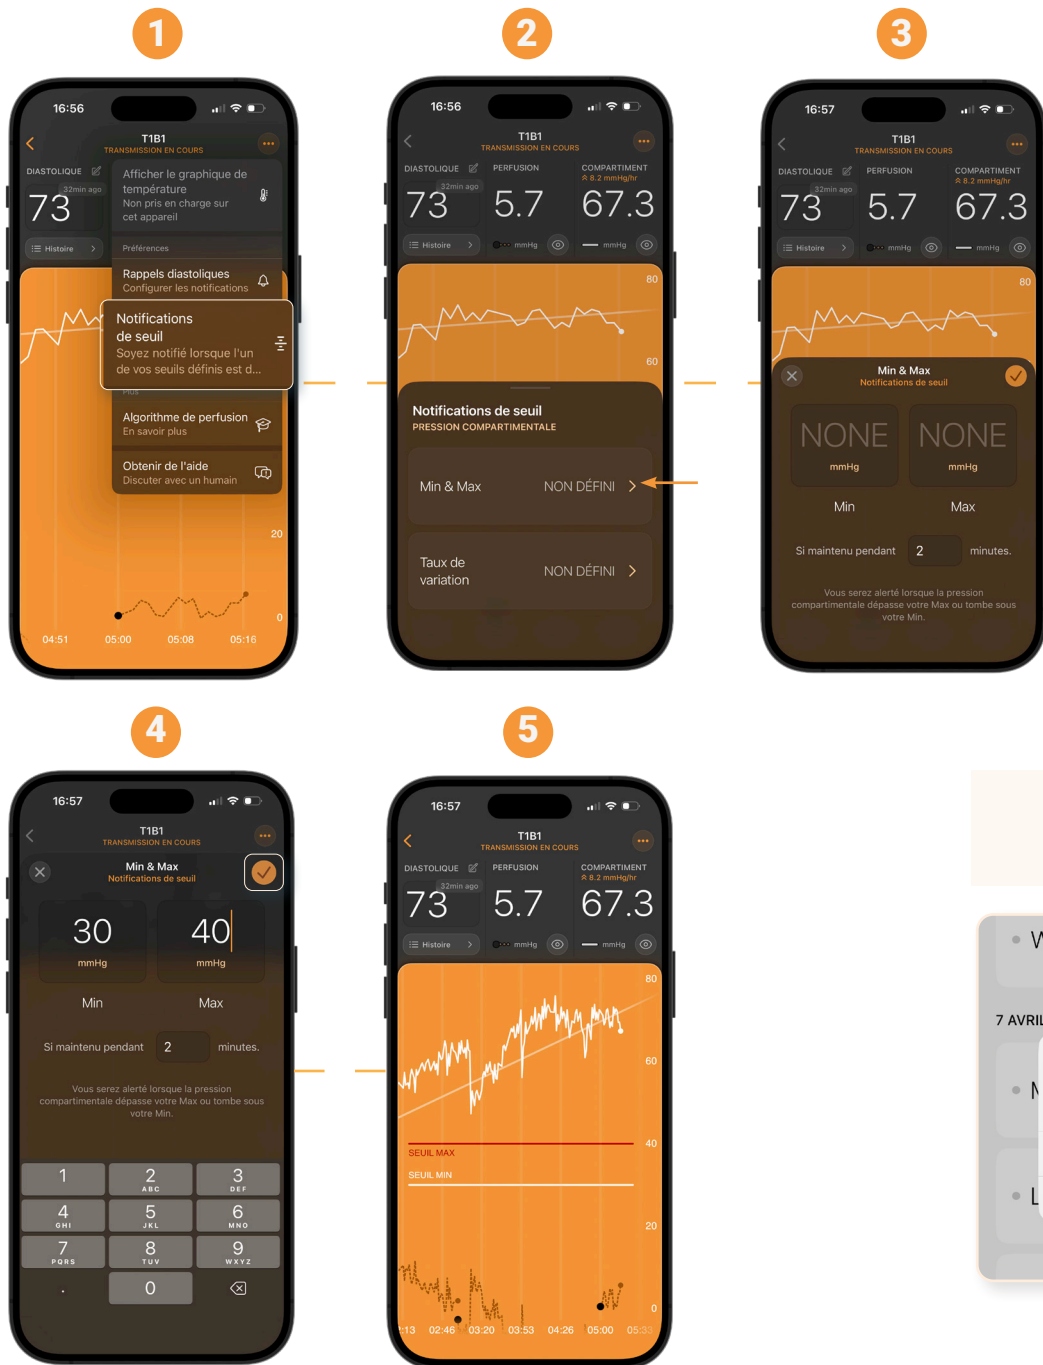 1
16:56
T1B1
TRANSMISSION EN COURS
DIASTOLIQUE
32min ago
73
Histoire
Afficher le graphique de
température
Non pris en charge sur
cet appareil
Préférences
Rappels diastoliques
Configurer les notifications
Notifications
de seuil
Soyez notifié lorsque l'un
de vos seuils définis est d...
Plus
Algorithme de perfusion
En savoir plus
Obtenir de l'aide
Discuter avec un humain
20
0
04:51 05:00 05:08 05:16
2
16:56
T1B1
TRANSMISSION EN COURS
DIASTOLIQUE PERFUSION COMPARTIMENT
8.2 mmHg/hr
32min ago
73 5.7 67.3
Histoire mmHg mmHg
80
60
Notifications de seuil
PRESSION COMPARTIMENTALE
Min & Max NON DÉFINI
Taux de
variation
NON DÉFINI
3
16:57
T1B1
TRANSMISSION EN COURS
DIASTOLIQUE PERFUSION COMPARTIMENT
8.2 mmHg/hr
32min ago
73 5.7 67.3
Histoire mmHg mmHg
80
Min & Max
Notifications de seuil
NONE NONE
mmHg mmHg
Min Max
Si maintenu pendant 2 minutes.
Vous serez alerté lorsque la pression
compartimentale dépasse votre Max ou tombe sous
votre Min.
4
16:57
T1B1
TRANSMISSION EN COURS
Min & Max
Notifications de seuil
30 40
mmHg mmHg
Min Max
Si maintenu pendant 2 minutes.
Vous serez alerté lorsque la pression
compartimentale dépasse votre Max ou tombe sous
votre Min.
1 2 3
ABC DEF
4 5 6
GHI JKL MNO
7 8 9
PQRS TUV WXYZ
. 0
5
16:57
T1B1
TRANSMISSION EN COURS
DIASTOLIQUE PERFUSION COMPARTIMENT
8.2 mmHg/hr
32min ago
73 5.7 67.3
Histoire mmHg mmHg
80
60
40
SEUIL MAX
SEUIL MIN
20
0
:13 02:46 03:20 03:53 04:26 05:00 05:33
7 AVRIL